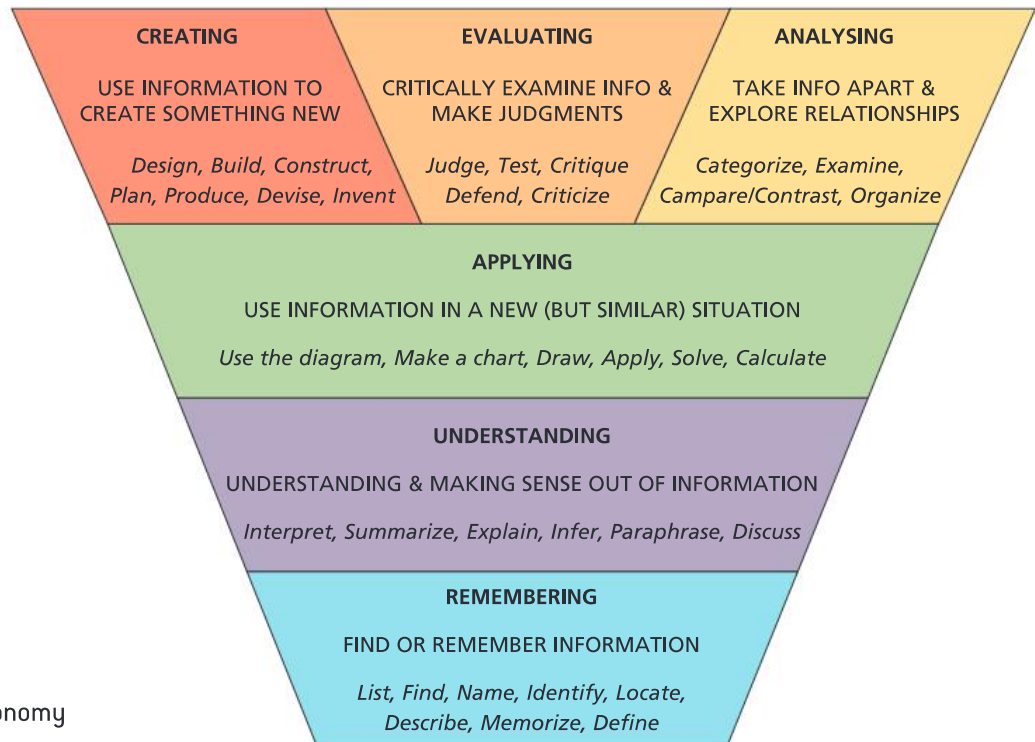 CREATING
USE INFORMATION TO
CREATE SOMETHING NEW
Design, Build, Construct,
Plan, Produce, Devise, Invent
EVALUATING
CRITICALLY EXAMINE INFO &
MAKE JUDGMENTS
Judge, Test, Critique
Defend, Criticize
ANALYSING
TAKE INFO APART &
EXPLORE RELATIONSHIPS
Categorize, Examine,
Campare/Contrast, Organize
APPLYING
USE INFORMATION IN A NEW (BUT SIMILAR) SITUATION
Use the diagram, Make a chart, Draw, Apply, Solve, Calculate
UNDERSTANDING
UNDERSTANDING & MAKING SENSE OUT OF INFORMATION
Interpret, Summarize, Explain, Infer, Paraphrase, Discuss
REMEMBERING
FIND OR REMEMBER INFORMATION
List, Find, Name, Identify, Locate,
Describe, Memorize, Define
onomy